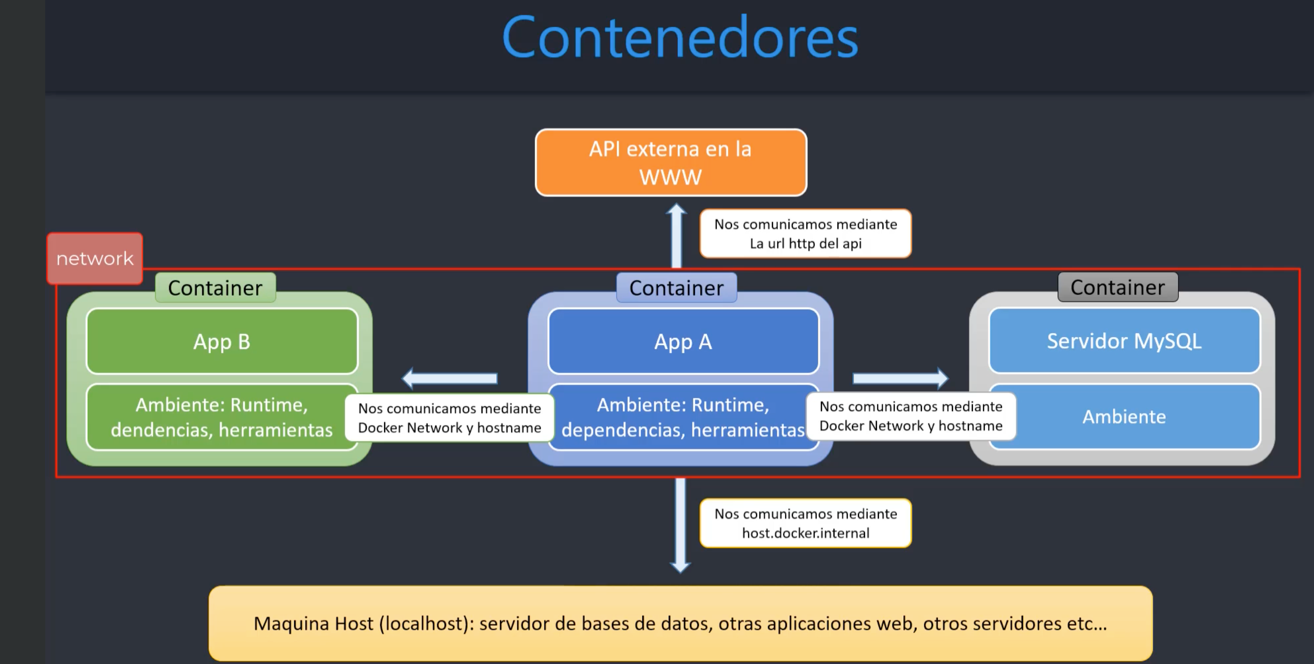 Contenedores
API externa en la
WWW
Nos comunicamos mediante
La url http del api
network
Container
App B
Ambiente: Runtime,
dendencias, herramientas
Nos comunicamos mediante
Docker Network y hostname
Container
App A
Ambiente: Runtime,
dependencias, herramientas
Nos comunicamos mediante
Docker Network y hostname
Container
Servidor MySQL
Ambiente
Nos comunicamos mediante
host.docker.internal
Maquina Host (localhost): servidor de bases de datos, otras aplicaciones web, otros servidores etc...